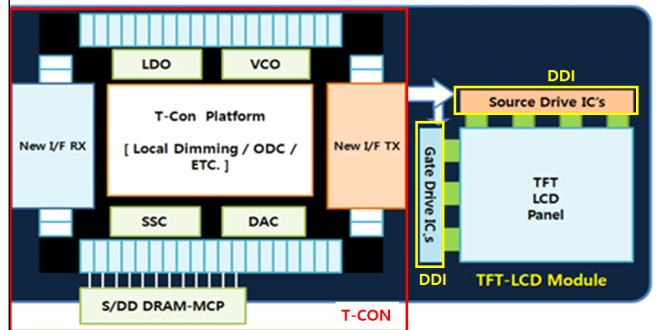 LDO
VCO
T-Con Platform
[ Local Dimming / ODC /
ETC. ]
New I/F RX
New I/F TX
SSC
DAC
S/DD DRAM-MCP
T-CON
DDI
Source Drive IC's
Gate Drive IC,s
DDI
TFT
LCD
Panel
TFT-LCD Module